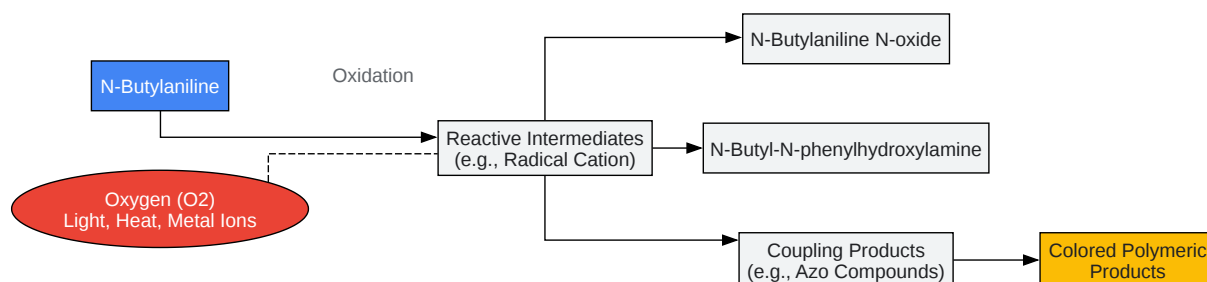 N-Butylaniline N-oxide
Oxidation
N-Butylaniline
Reactive Intermediates
(e.g., Radical Cation)
N-Butyl-N-phenylhydroxylamine
Oxygen (O2)
Light, Heat, Metal Ions
Coupling Products
(e.g., Azo Compounds)
Colored Polymeric
Products